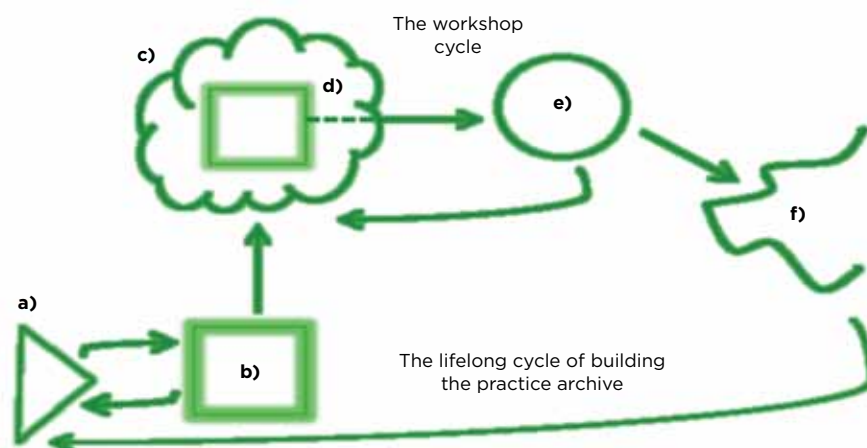 The workshop
cycle
c)
d)
e)
f)
a)
b)
The lifelong cycle of building
the practice archive